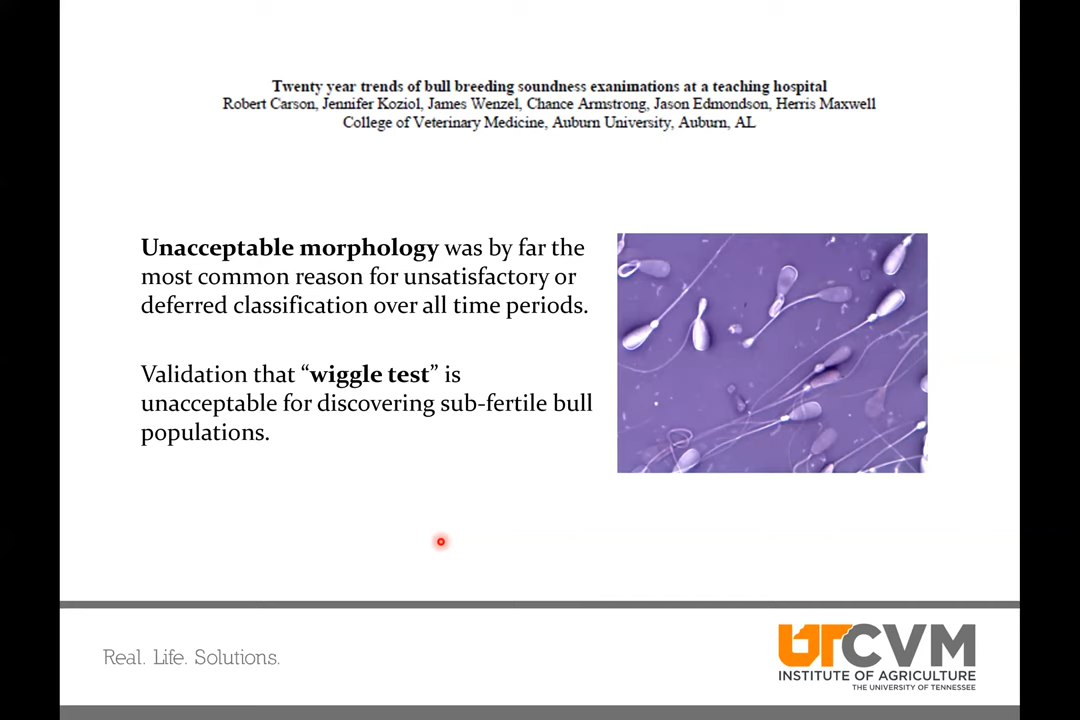 Twenty year trends of bull breeding soundness exanimations at a teaching hospital
Robert Carson, Jennifer Koziol, James Wenzel, Chance Armstrong, Jason Edmondson, Herris Maxwell
College of Veterinary Medicine, Auburn University, Auburn, AL
Unacceptable morphology was by far the
most common reason for unsatisfactory or
deferred classification over all time periods.
Validation that “wiggle test” is
unacceptable for discovering sub-fertile bull
populations.
Real. Life. Solutions.
UTCVM
INSTITUTE OF AGRICULTURE
THE UNIVERSITY OF TENNESSEE